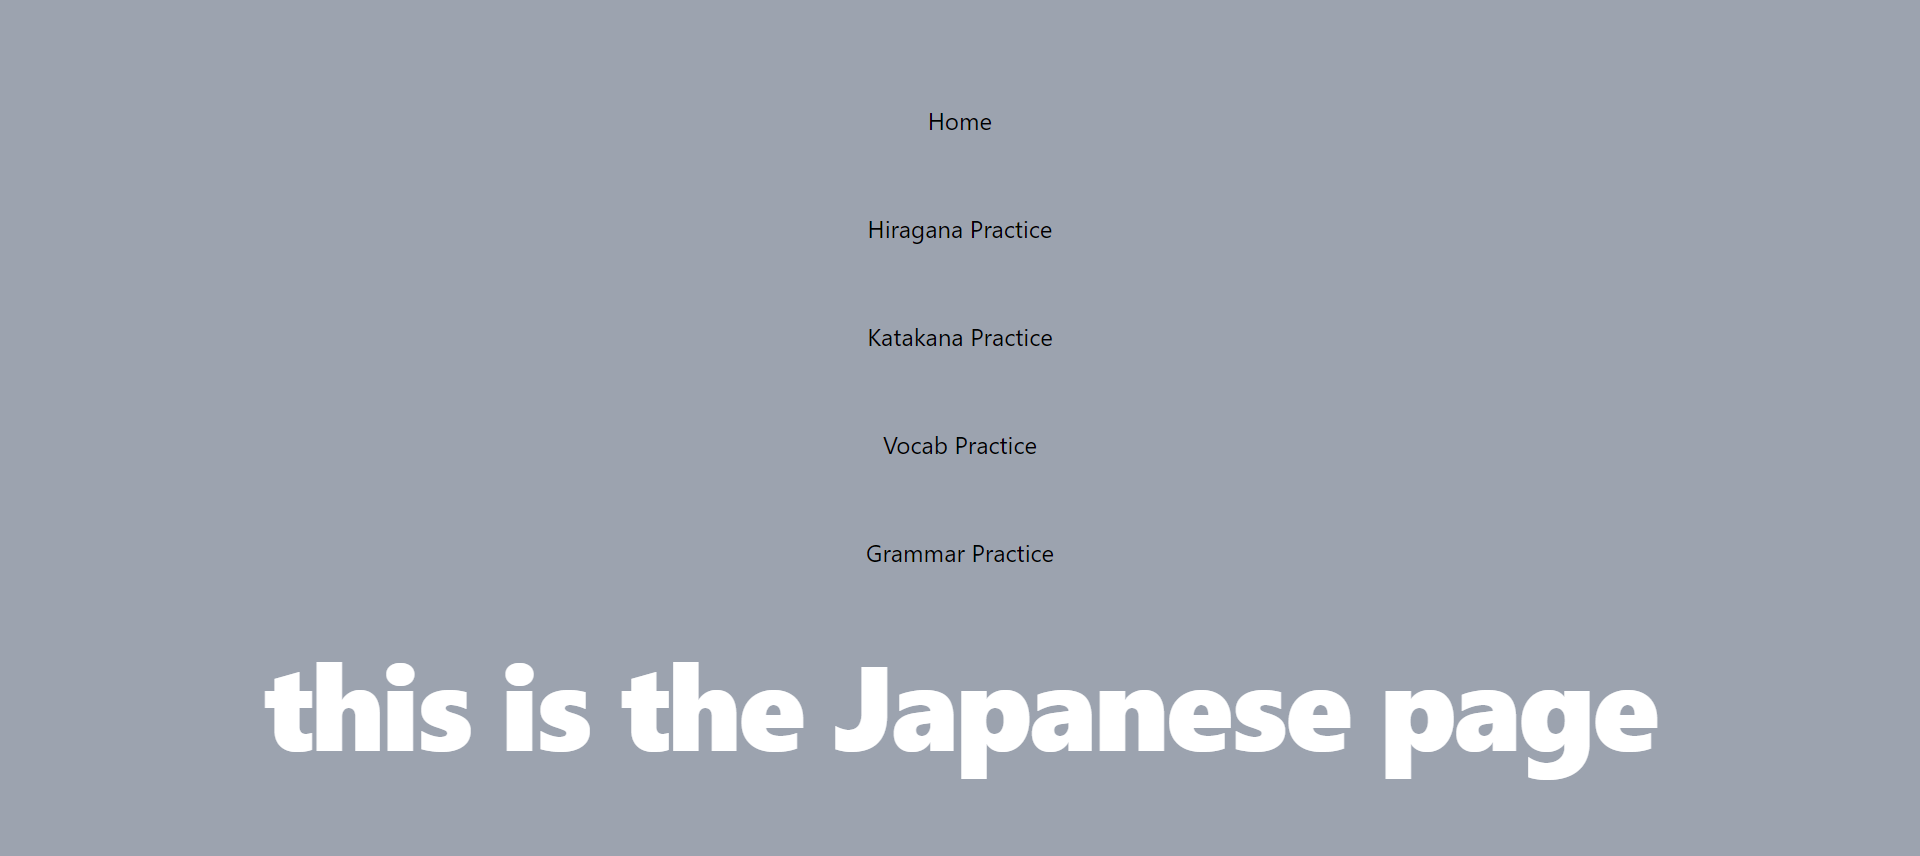 Home
Hiragana Practice
Katakana Practice
Vocab Practice
Grammar Practice
this is the Japanese page